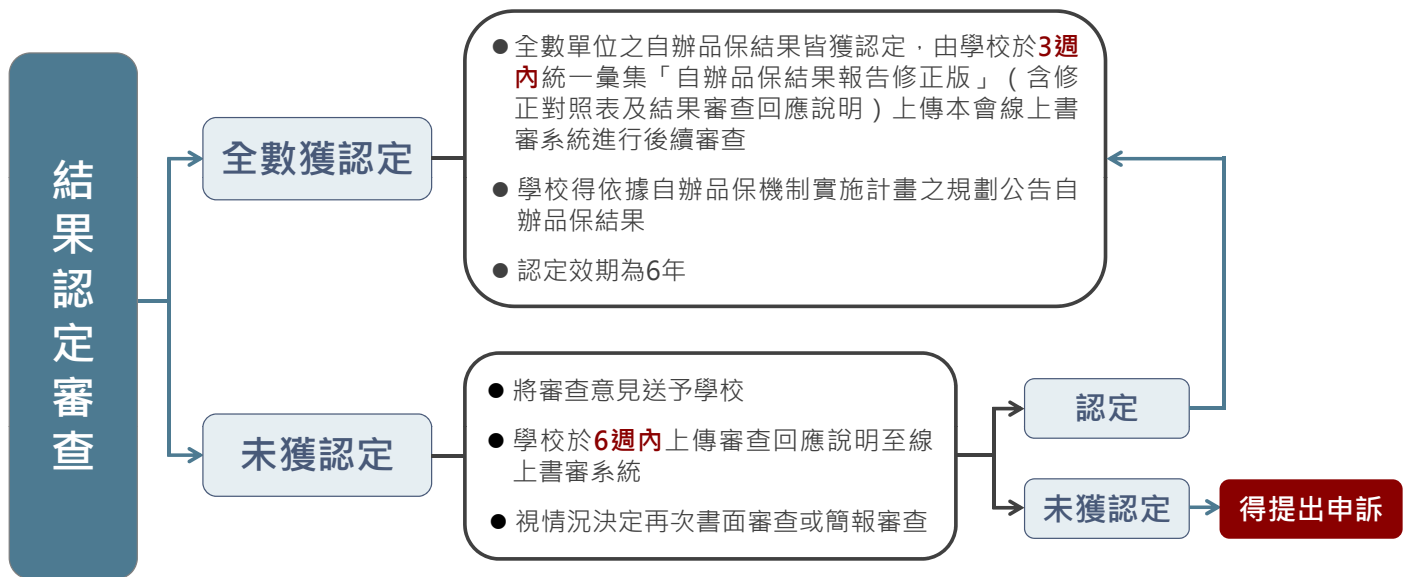 結果認定審查
全數獲認定
● 全數單位之自辦品保結果皆獲認定，由學校於3週
內統一彙集「自辦品保結果報告修正版」（含修
正對照表及結果審查回應說明）上傳本會線上書
審系統進行後續審查
● 學校得依據自辦品保機制實施計畫之規劃公告自
辦品保結果
● 認定效期為6年
未獲認定
● 將審查意見送予學校
● 學校於6週內上傳審查回應說明至線
上書審系統
● 視情況決定再次書面審查或簡報審查
認定
未獲認定
得提出申訴